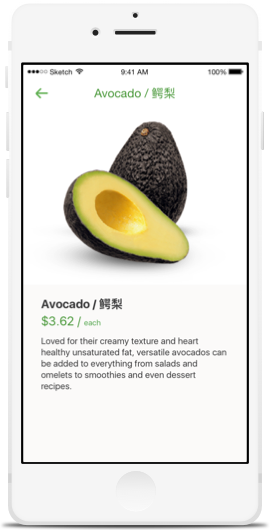 Sketch 9:41 AM 100%
Avocado / 鳄梨
Avocado / 鳄梨
$3.62 / each
Loved for their creamy texture and heart
healthy unsaturated fat, versatile avocados can
be added to everything from salads and
omelets to smoothies and even dessert
recipes.